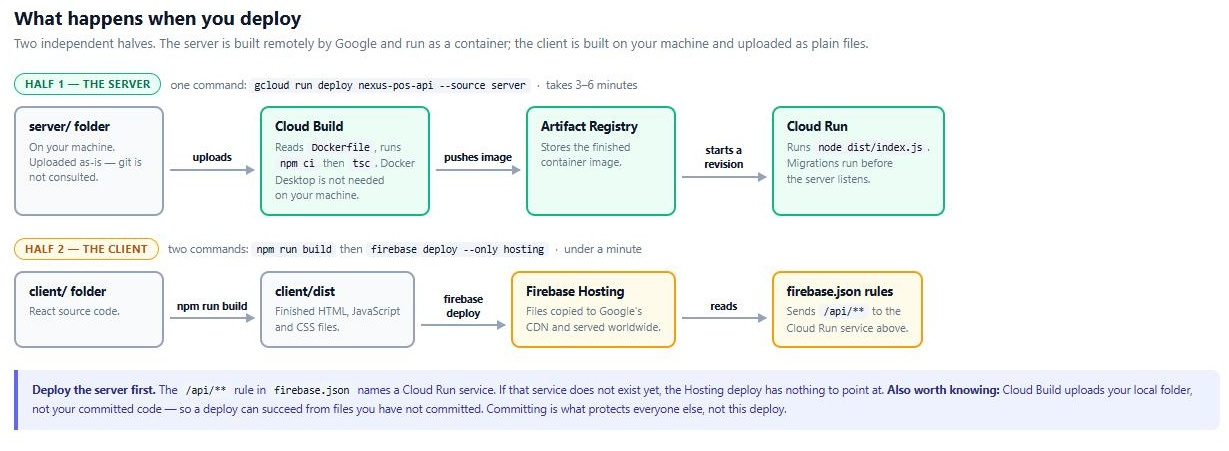 What happens when you deploy
Two independent halves. The server is built remotely by Google and run as a container; the client is built on your machine and uploaded as plain files.
HALF 1 — THE SERVER one command: gcloud run deploy nexus-pos-api --source server · takes 3–6 minutes
server/ folder
On your machine.
Uploaded as-is — git is
not consulted.
uploads
Cloud Build
Reads Dockerfile , runs
npm ci then tsc . Docker
Desktop is not needed
on your machine.
pushes image
Artifact Registry
Stores the finished
container image.
starts a
revision
Cloud Run
Runs node dist/index.js .
Migrations run before
the server listens.
HALF 2 — THE CLIENT two commands: npm run build then firebase deploy --only hosting · under a minute
client/ folder
React source code.
npm run build
client/dist
Finished HTML, JavaScript
and CSS files.
firebase
deploy
Firebase Hosting
Files copied to Google's
CDN and served worldwide.
reads
firebase.json rules
Sends /api/** to the
Cloud Run service above.
Deploy the server first. The /api/** rule in firebase.json names a Cloud Run service. If that service does not exist yet, the Hosting deploy has nothing to point at. Also worth knowing: Cloud Build uploads your local folder,
not your committed code — so a deploy can succeed from files you have not committed. Committing is what protects everyone else, not this deploy.